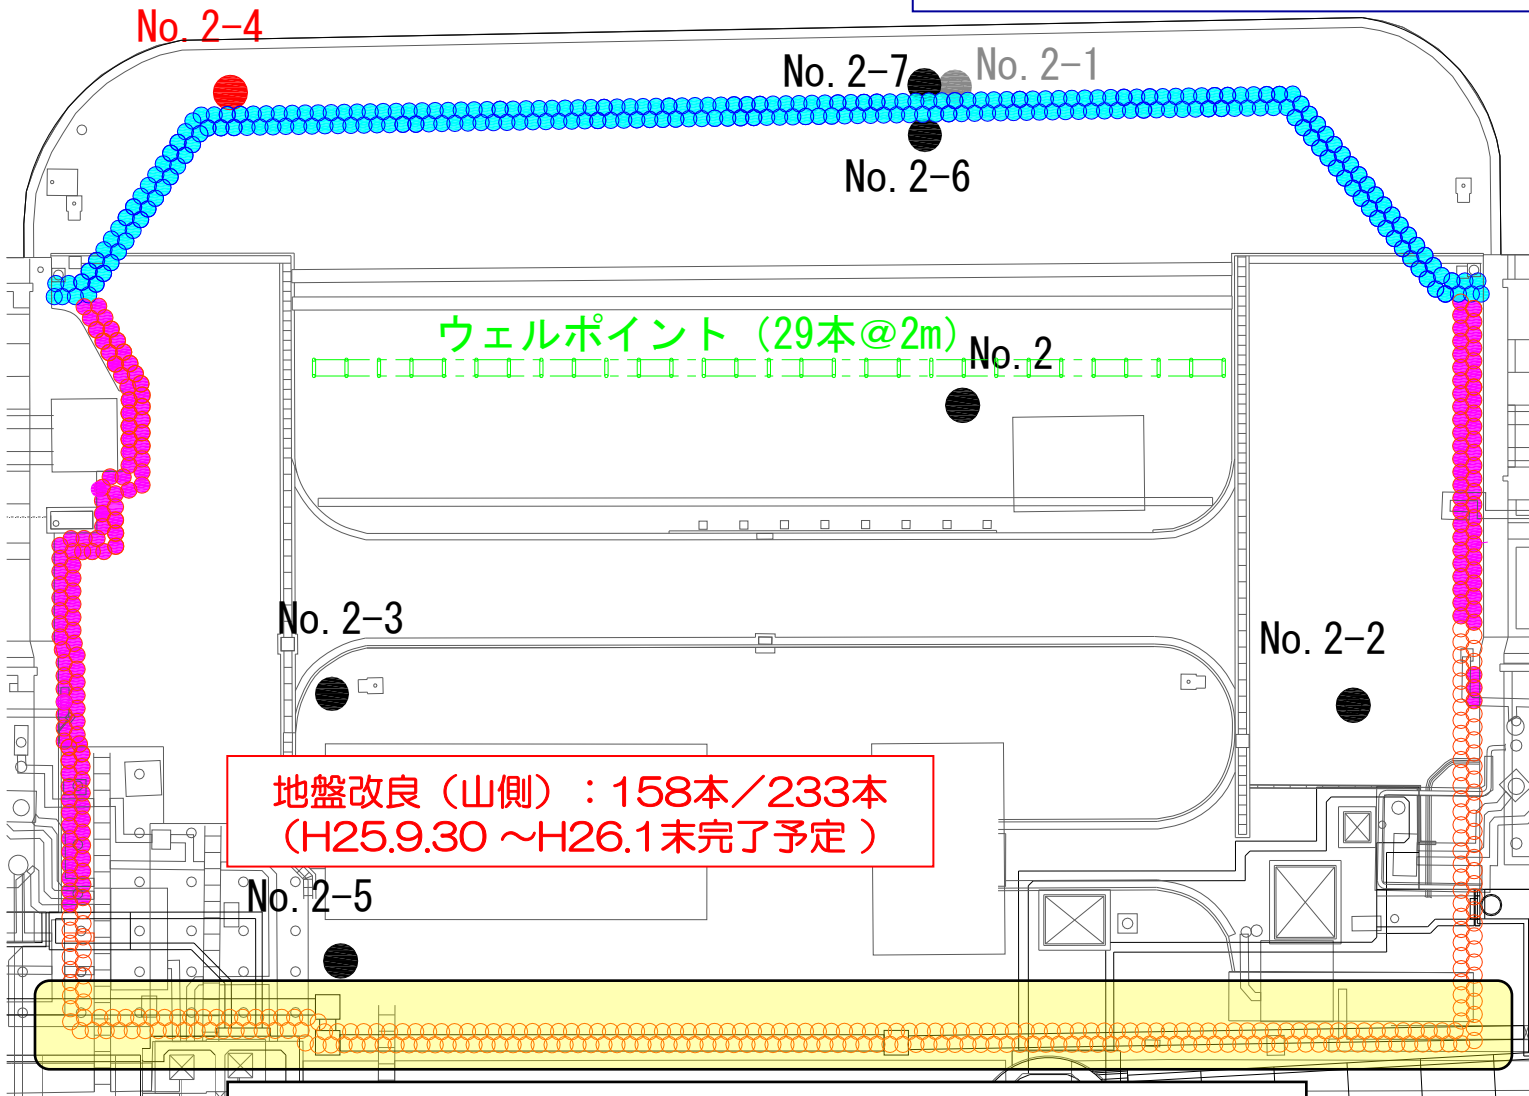 No. 2-4
No. 2-7
No. 2-1
No. 2-6
ウェルポイント（29本@2m）
No. 2
No. 2-3
No. 2-2
地盤改良（山側）：158本／233本
（H25.9.30 ～H26.1末完了予定 ）
No. 2-5